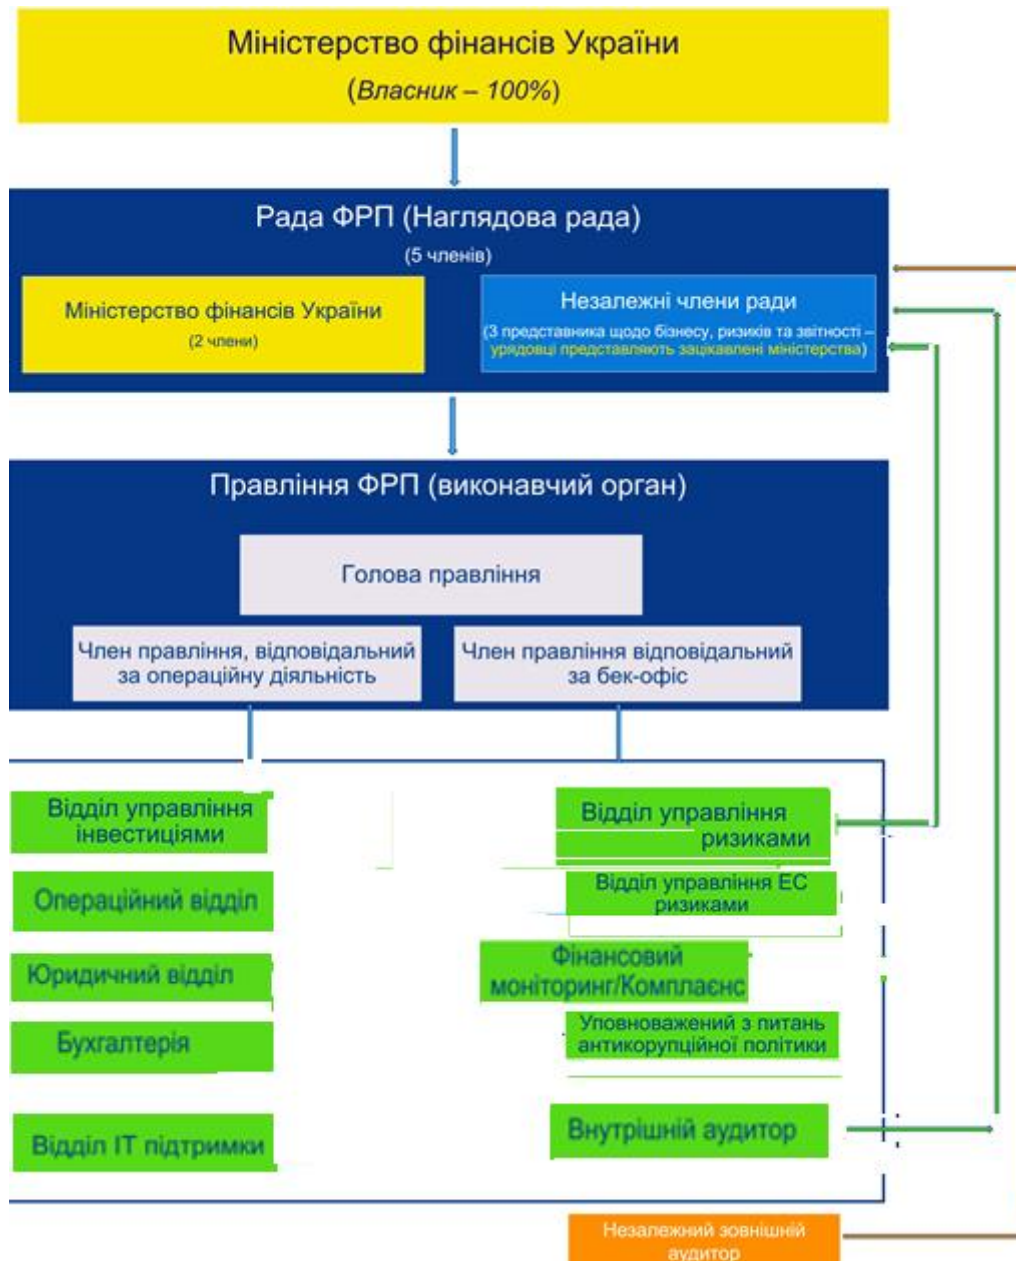 Міністерство фінансів України
(Власник – 100%)
Рада ФРП (Наглядова рада)
(5 членів)
Міністерство фінансів України
(2 члени)
Незалежні члени ради
(3 представника щодо бізнесу, ризиків та звітності –
урядовці представляють зацікавлені міністерства)
Правління ФРП (виконавчий орган)
Голова правління
Член правління, відповідальний
за операційну діяльність
Член правління відповідальний
за бек-офіс
Відділ управління
інвестиціями
Операційний відділ
Юридичний відділ
Бухгалтерія
Відділ ІТ підтримки
Відділ управління
ризиками
Відділ управління ЕС
ризиками
Фінансовий
моніторинг/Комплаєнс
Уповноважений з питань
антикорупційної політики
Внутрішній аудитор
Незалежний зовнішній
аудитор